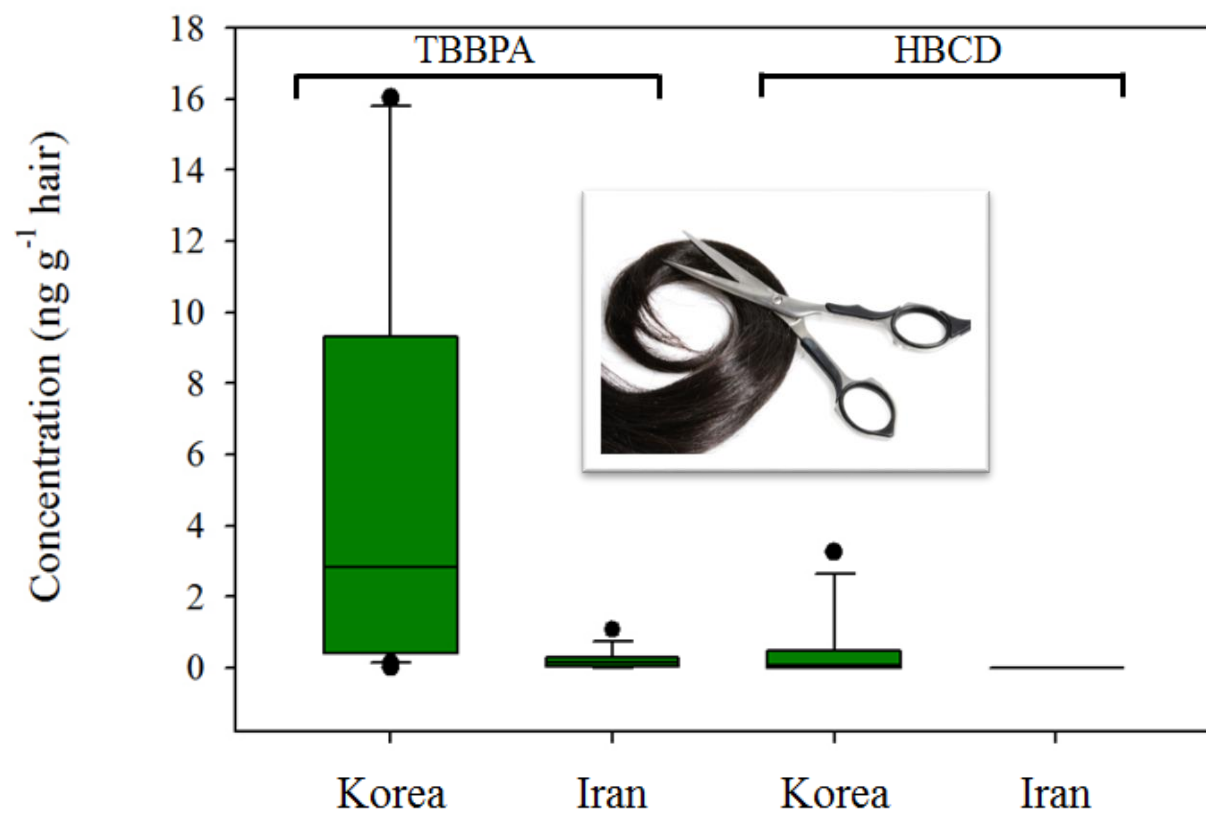 TBBPA
HBCD
Concentration (ng g⁻¹ hair)
18
16
14
12
10
8
6
4
2
0
Korea
Iran
Korea
Iran